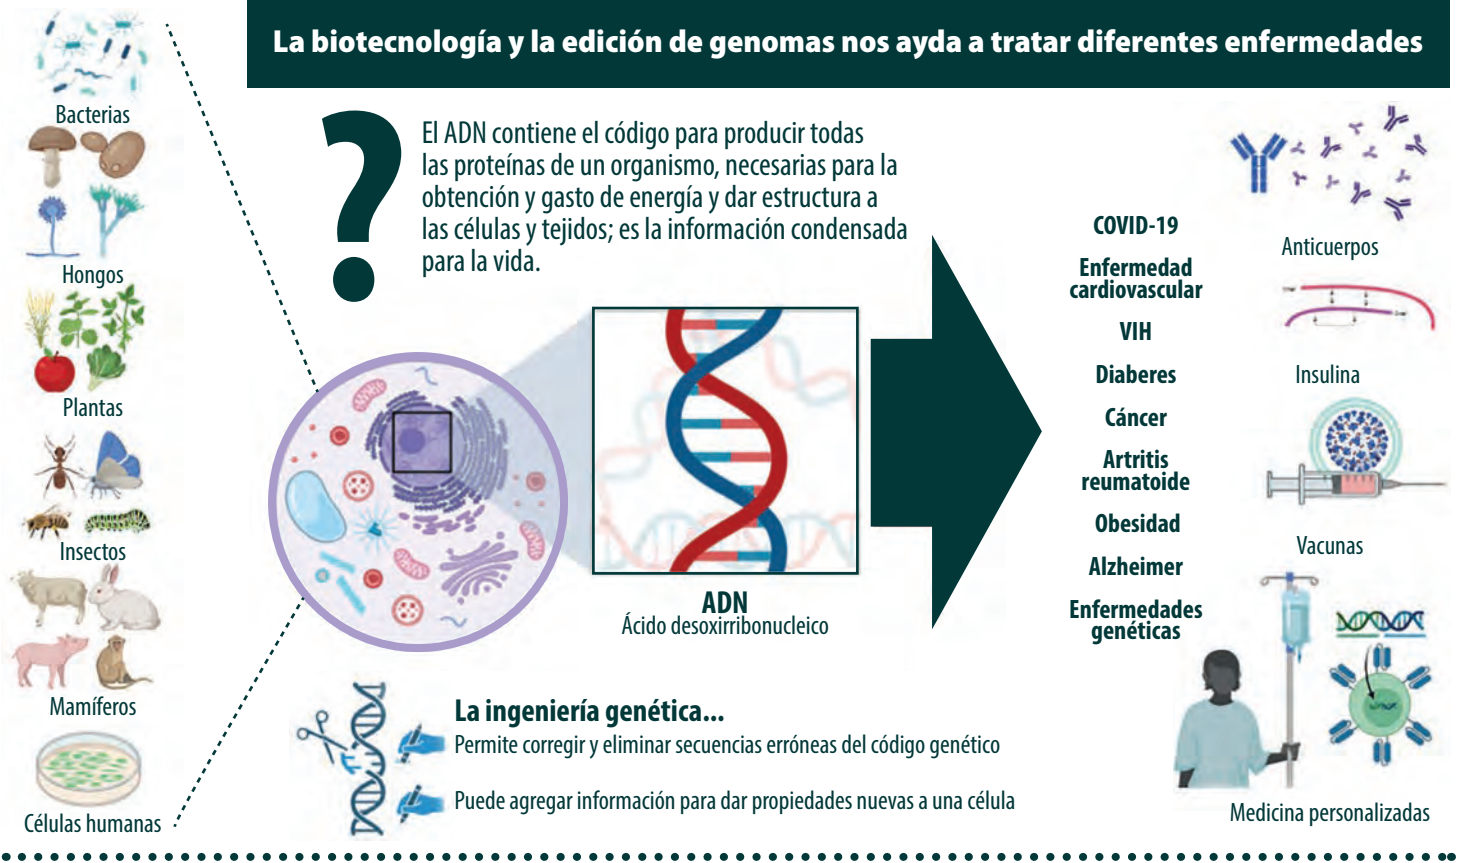 La biotecnología y la edición de genomas nos ayda a tratar diferentes enfermedades
Bacterias
Hongos
Plantas
Insectos
Mamíferos
Células humanas
?
El ADN contiene el código para producir todas
las proteínas de un organismo, necesarias para la
obtención y gasto de energía y dar estructura a
las células y tejidos; es la información condensada
para la vida.
ADN
Ácido desoxirribonucleico
La ingeniería genética...
Permite corregir y eliminar secuencias erróneas del código genético
Puede agregar información para dar propiedades nuevas a una célula
COVID-19
Enfermedad
cardiovascular
VIH
Diaberes
Cáncer
Artritis
reumatoide
Obesidad
Alzheimer
Enfermedades
genéticas
Anticuerpos
Insulina
Vacunas
Medicina personalizadas